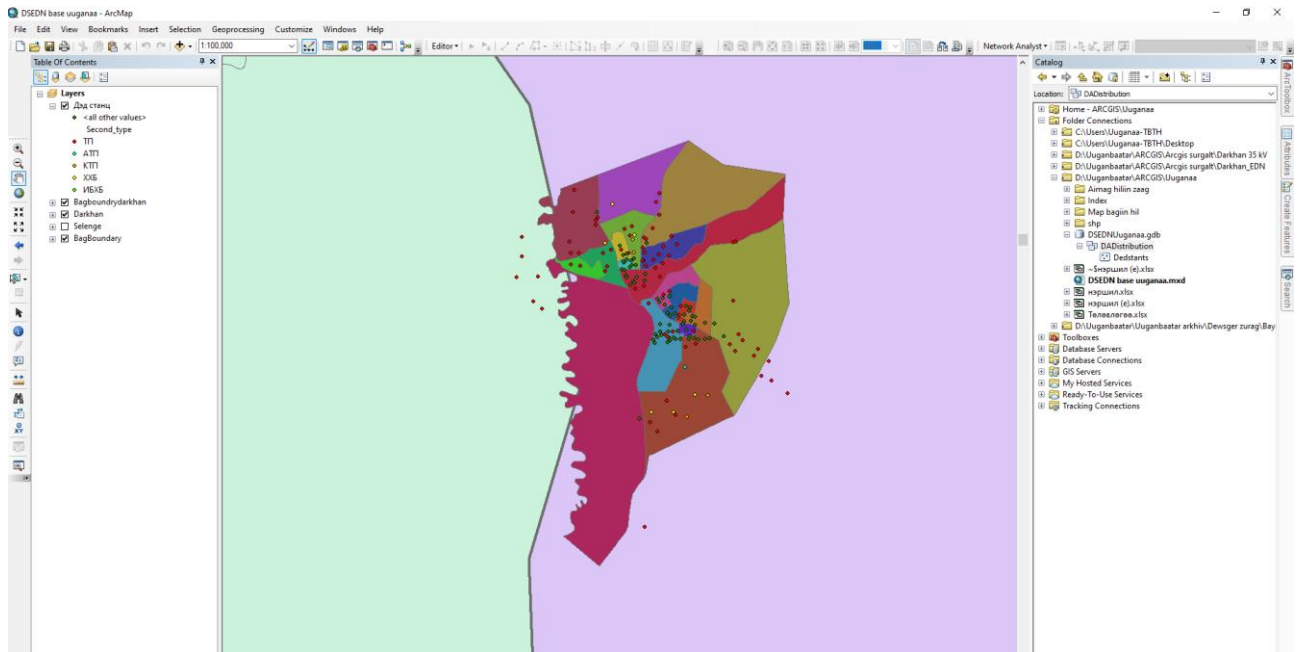 DSEDN base uuganaa - ArcMap
File Edit View Bookmarks Insert Selection Geoprocessing Customize Windows Help
1:100,000
Editor
Network Analyst
Table Of Contents
Layers
Дэд станц
<all other values>
Second_type
ТП
АТП
КТП
ХХБ
ИБХБ
Bagboundrydarkhan
Darkhan
Selenge
BagBoundary
Catalog
Location: DADistribution
Home - ARCGIS\Uuganaa
Folder Connections
C:\Users\Uuganaa-TBTH
C:\Users\Uuganaa-TBTH\Desktop
D:\Uuganbaatar\ARCGIS\Arcgis surgalt\Darkhan 35 kV
D:\Uuganbaatar\ARCGIS\Arcgis surgalt\Darkhan_EDN
D:\Uuganbaatar\ARCGIS\Uuganaa
Aimag hiliin zaag
Index
Map bagiin hil
shp
DSEDNUuganaa.gdb
DADistribution
Dedstants
~$нэршил (e).xlsx
DSEDN base uuganaa.mxd
нэршил.xlsx
нэршил (e).xlsx
Төлөвлөгөө.xlsx
D:\Uuganbaatar\Uuganbaatar arkhiv\Dewsger zurag\Bay
Toolboxes
Database Servers
Database Connections
GIS Servers
My Hosted Services
Ready-To-Use Services
Tracking Connections
ArcToolbox
Attributes
Create Features
Search